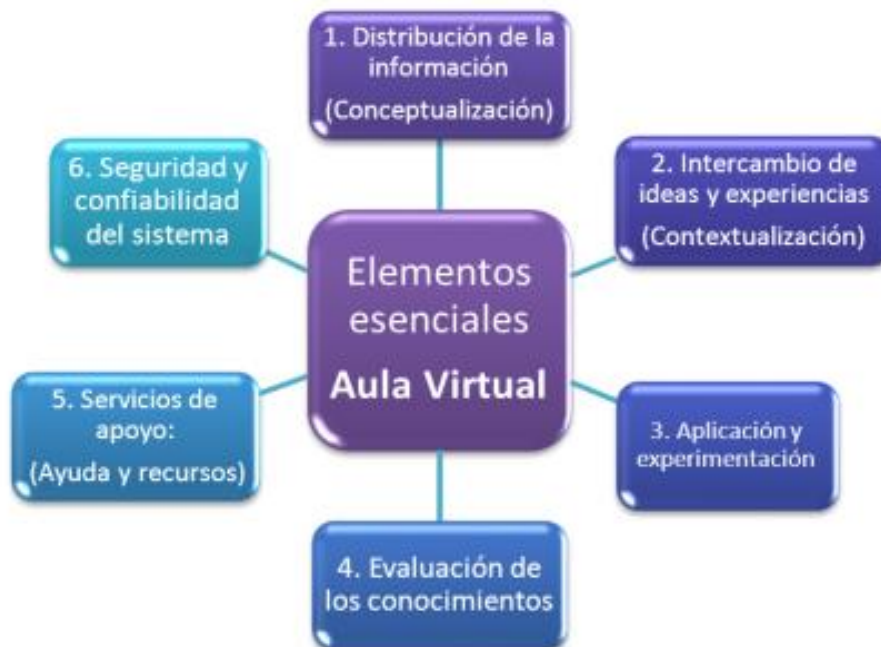 1. Distribución de la
información
(Conceptualización)
2. Intercambio de
ideas y experiencias
(Contextualización)
3. Aplicación y
experimentación
4. Evaluación de
los conocimientos
5. Servicios de
apoyo:
(Ayuda y recursos)
6. Seguridad y
confiabilidad
del sistema
Elementos
esenciales
Aula Virtual